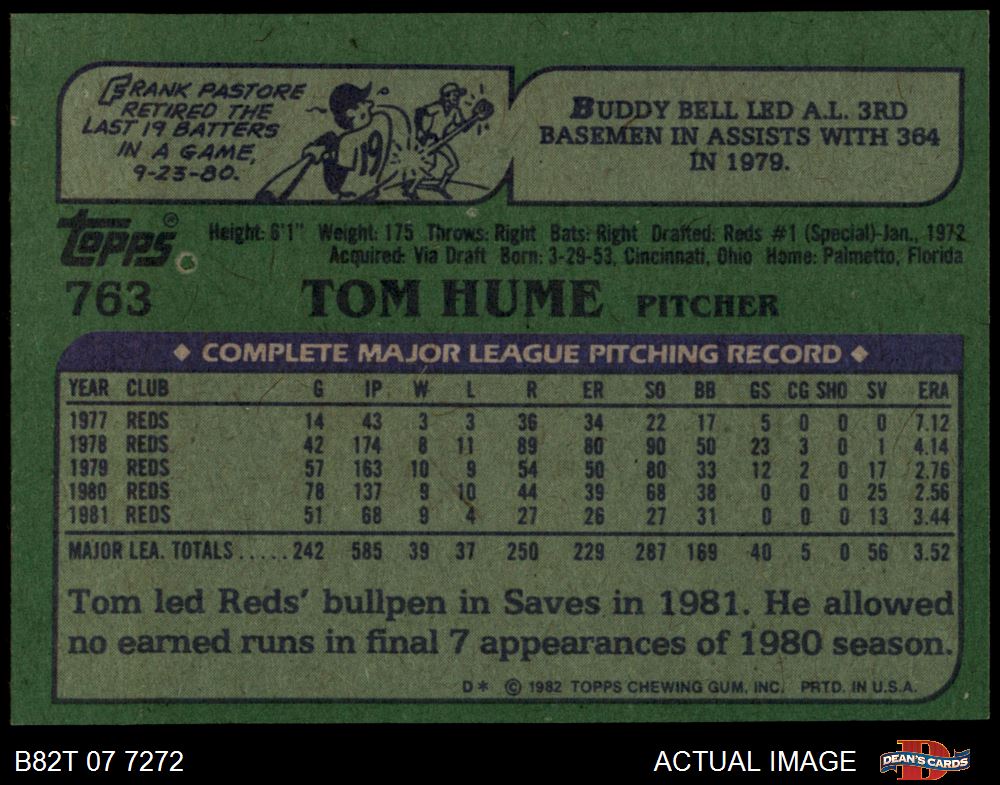 FRANK PASTORE
RETIRED THE
LAST 19 BATTERS
IN A GAME,
9-23-80.
19
BUDDY BELL LED A.L. 3RD
BASEMEN IN ASSISTS WITH 364
IN 1979.
Topps®
Height: 6'1" Weight: 175 Throws: Right Bats: Right Drafted: Reds #1 (Special)-Jan., 1972
Acquired: Via Draft Born: 3-29-53, Cincinnati, Ohio Home: Palmetto, Florida
763 TOM HUME PITCHER
◆ COMPLETE MAJOR LEAGUE PITCHING RECORD ◆
YEAR CLUB G IP W L R ER SO BB GS CG SHO SV ERA
1977 REDS 14 43 3 3 36 34 22 17 5 0 0 0 7.12
1978 REDS 42 174 8 11 89 80 90 50 23 3 0 1 4.14
1979 REDS 57 163 10 9 54 50 80 33 12 2 0 17 2.76
1980 REDS 78 137 9 10 44 39 68 38 0 0 0 25 2.56
1981 REDS 51 68 9 4 27 26 27 31 0 0 0 13 3.44
MAJOR LEA. TOTALS.....242 585 39 37 250 229 287 169 40 5 0 56 3.52
Tom led Reds' bullpen in Saves in 1981. He allowed
no earned runs in final 7 appearances of 1980 season.
D* © 1982 TOPPS CHEWING GUM, INC. PRTD. IN U.S.A.
B82T 07 7272 ACTUAL IMAGE D DEAN'S CARDS